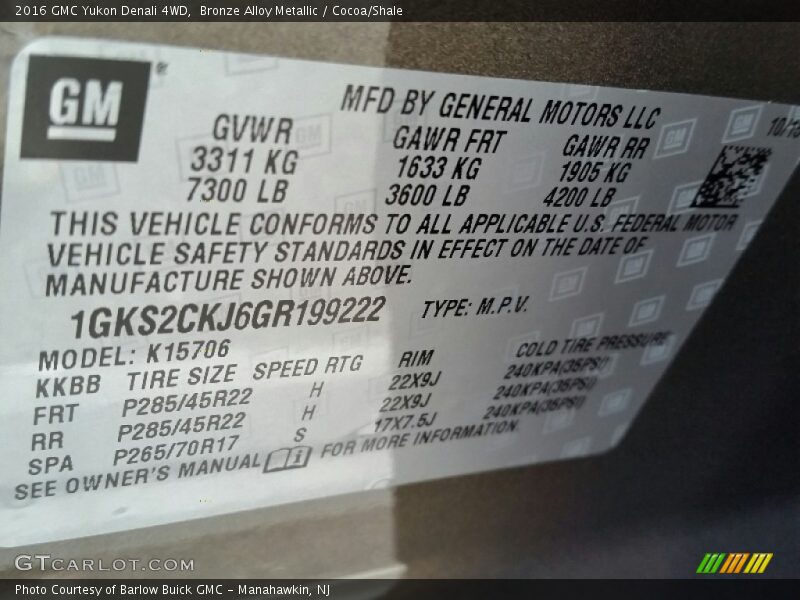 2016 GMC Yukon Denali 4WD, Bronze Alloy Metallic / Cocoa/Shale
GM
MFD BY GENERAL MOTORS LLC
GVWR GAWR FRT GAWR RR
3311 KG 1633 KG 1905 KG
7300 LB 3600 LB 4200 LB
THIS VEHICLE CONFORMS TO ALL APPLICABLE U.S. FEDERAL MOTOR
VEHICLE SAFETY STANDARDS IN EFFECT ON THE DATE OF
MANUFACTURE SHOWN ABOVE.
1GKS2CKJ6GR199222 TYPE: M.P.V.
MODEL: K15706
KKBB TIRE SIZE SPEED RTG RIM COLD TIRE PRESSURE
FRT P285/45R22 H 22X9J 240KPA(35PSI)
RR P285/45R22 H 22X9J 240KPA(35PSI)
SPA P265/70R17 S 17X7.5J 240KPA(35PSI)
SEE OWNER'S MANUAL FOR MORE INFORMATION.
GTCARLOT.COM
Photo Courtesy of Barlow Buick GMC – Manahawkin, NJ